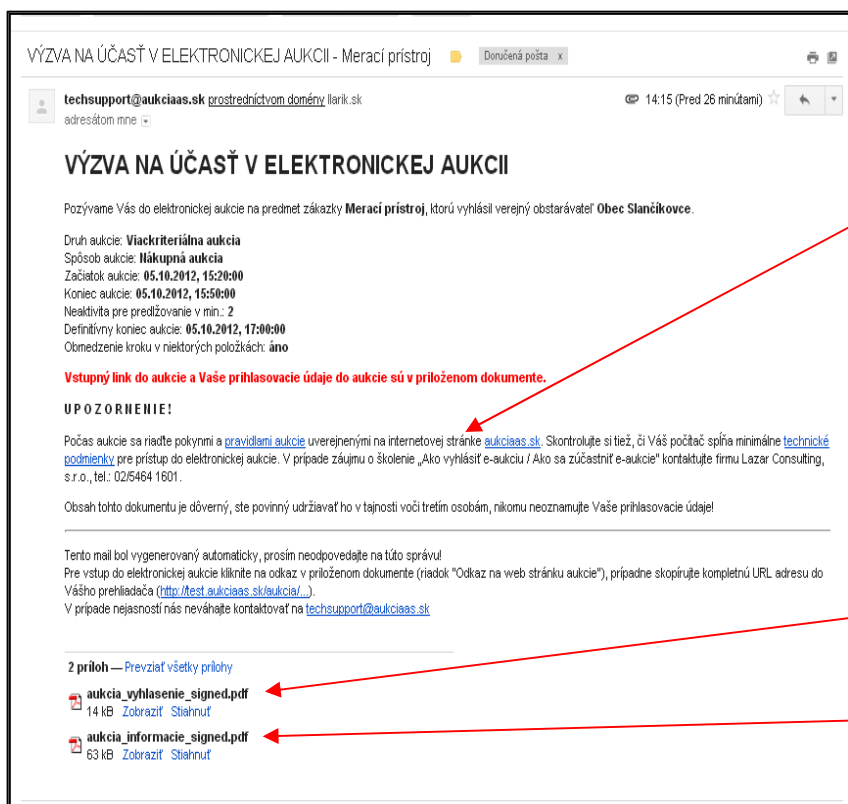 VÝZVA NA ÚČASŤ V ELEKTRONICKEJ AUKCII - Merací prístroj Doručená pošta x
techsupport@aukciaas.sk prostredníctvom domény llarik.sk 14:15 (Pred 26 minútami)
adresátom mne
VÝZVA NA ÚČASŤ V ELEKTRONICKEJ AUKCII
Pozývame Vás do elektronickej aukcie na predmet zákazky Merací prístroj, ktorú vyhlásil verejný obstarávateľ Obec Slančíkovce.
Druh aukcie: Viackriteriálna aukcia
Spôsob aukcie: Nákupná aukcia
Začiatok aukcie: 05.10.2012, 15:20:00
Koniec aukcie: 05.10.2012, 15:50:00
Neaktivita pre predlžovanie v min.: 2
Definitívny koniec aukcie: 05.10.2012, 17:00:00
Obmedzenie kroku v niektorých položkách: áno
Vstupný link do aukcie a Vaše prihlasovacie údaje do aukcie sú v priloženom dokumente.
U P O Z O R N E N I E !
Počas aukcie sa riaďte pokynmi a pravidlami aukcie uverejnenými na internetovej stránke aukciaas.sk. Skontrolujte si tiež, či Váš počítač spĺňa minimálne technické
podmienky pre prístup do elektronickej aukcie. V prípade záujmu o školenie „Ako vyhlásiť e-aukciu / Ako sa zúčastniť e-aukcie" kontaktujte firmu Lazar Consulting,
s.r.o., tel.: 02/5464 1601.
Obsah tohto dokumentu je dôverný, ste povinný udržiavať ho v tajnosti voči tretím osobám, nikomu neoznamujte Vaše prihlasovacie údaje!
Tento mail bol vygenerovaný automaticky, prosím neodpovedajte na túto správu!
Pre vstup do elektronickej aukcie kliknite na odkaz v priloženom dokumente (riadok "Odkaz na web stránku aukcie"), prípadne skopírujte kompletnú URL adresu do
Vášho prehliadača (http://test.aukciaas.sk/aukcia/...).
V prípade nejasností nás neváhajte kontaktovať na techsupport@aukciaas.sk
2 príloh — Prevziať všetky prílohy
aukcia_vyhlasenie_signed.pdf
14 kB Zobraziť Stiahnuť
aukcia_informacie_signed.pdf
63 kB Zobraziť Stiahnuť